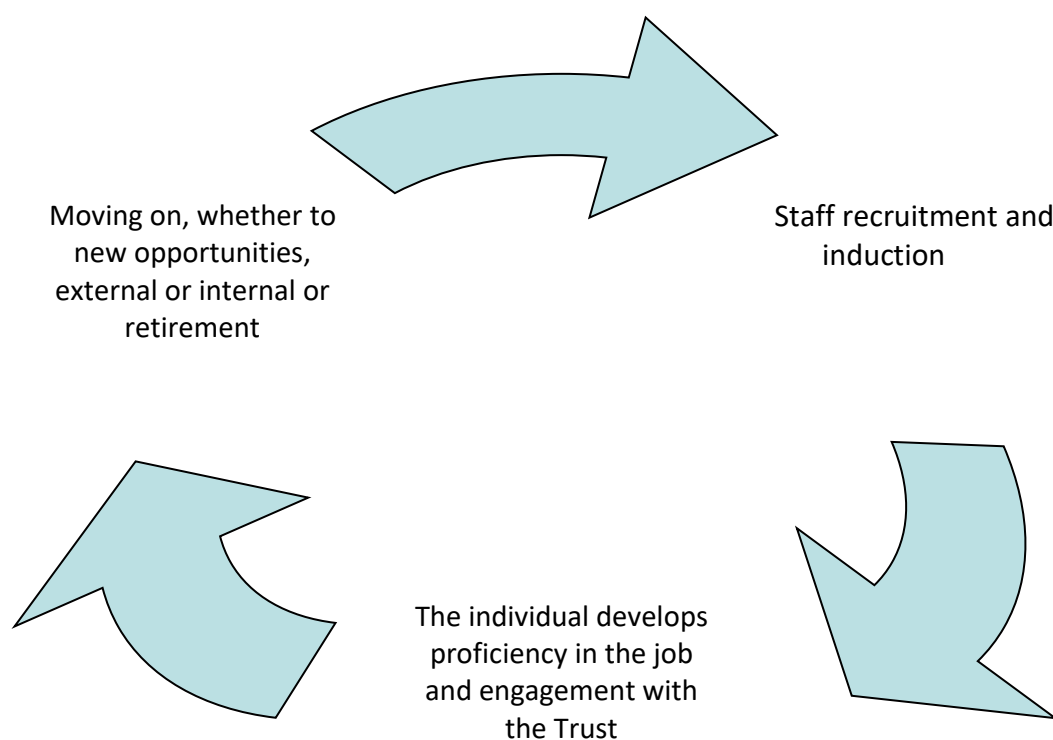 Moving on, whether to
new opportunities,
external or internal or
retirement
Staff recruitment and
induction
The individual develops
proficiency in the job
and engagement with
the Trust